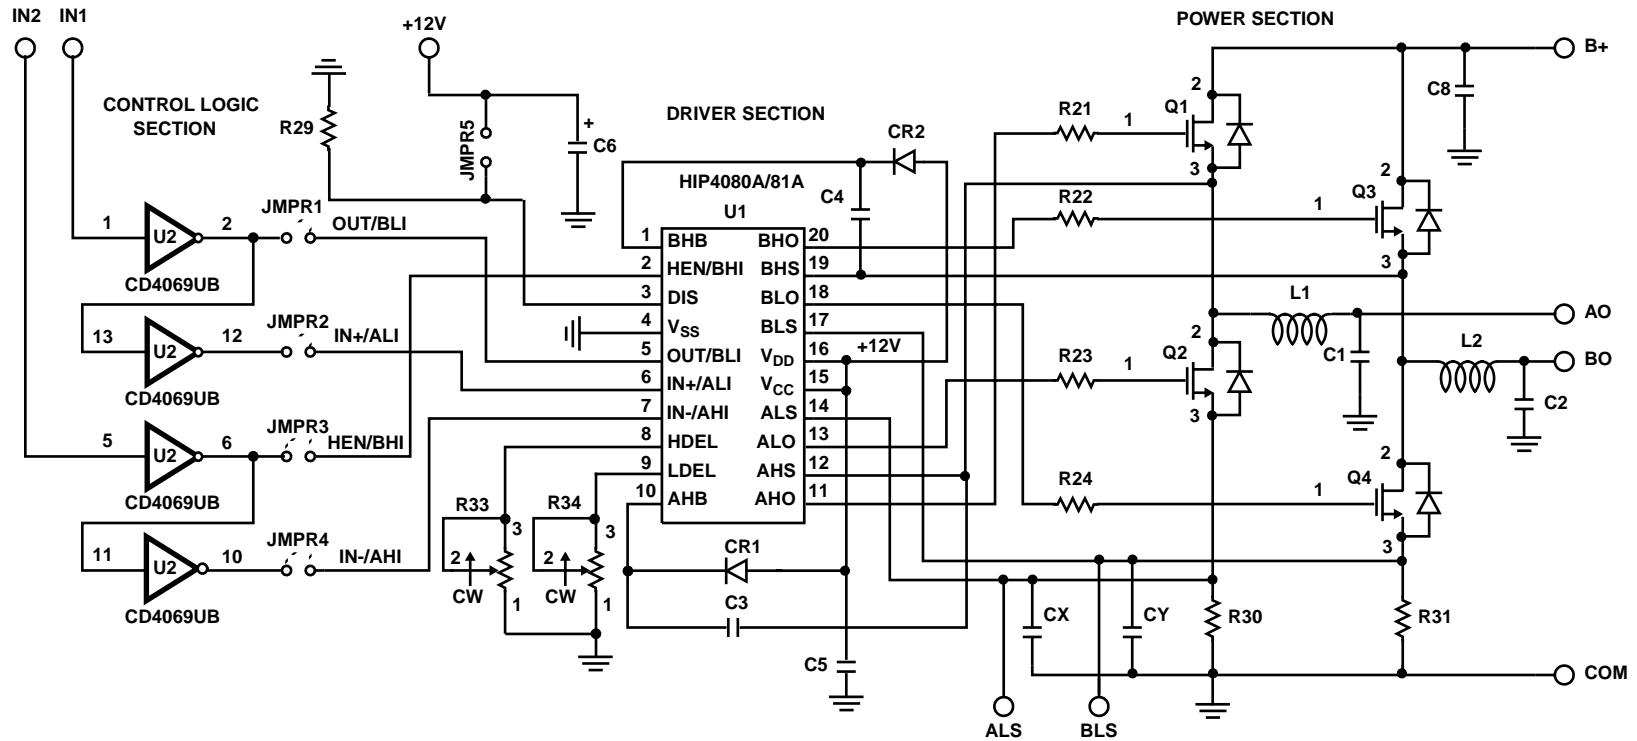 IN2 IN1
+12V
POWER SECTION
B+
CONTROL LOGIC
SECTION
R29
JMPR5
+
C6
DRIVER SECTION
CR2
R21
1
2
Q1
3
C8
HIP4080A/81A
U1
C4
R22
1
2
Q3
3
1
U2
2
JMPR1
OUT/BLI
CD4069UB
13
U2
12
JMPR2
IN+/ALI
CD4069UB
5
U2
6
JMPR3
HEN/BHI
CD4069UB
11
U2
10
JMPR4
IN-/AHI
CD4069UB
1 BHB BHO 20
2 HEN/BHI BHS 19
3 DIS BLO 18
4 VSS BLS 17
5 OUT/BLI VDD 16
6 IN+/ALI VCC 15
7 IN-/AHI ALS 14
8 HDEL ALO 13
9 LDEL AHS 12
10 AHB AHO 11
+12V
R23
1
2
Q2
3
L1
AO
C1
L2
BO
C2
R24
1
2
Q4
3
R33
3
2
CW
1
R34
3
2
CW
1
CR1
C3
C5
CX
CY
R30
R31
COM
ALS
BLS